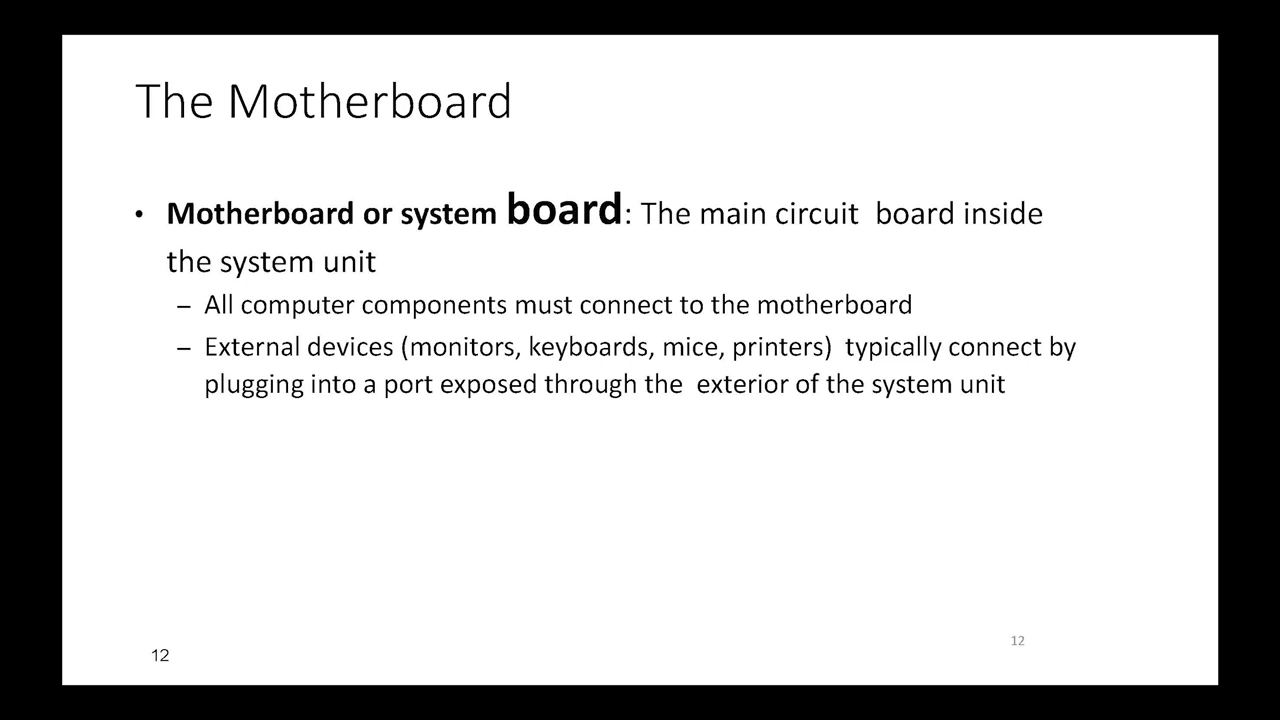 The Motherboard
• Motherboard or system board: The main circuit  board inside
the system unit
– All computer components must connect to the motherboard
– External devices (monitors, keyboards, mice, printers)  typically connect by
plugging into a port exposed through the  exterior of the system unit
12
12